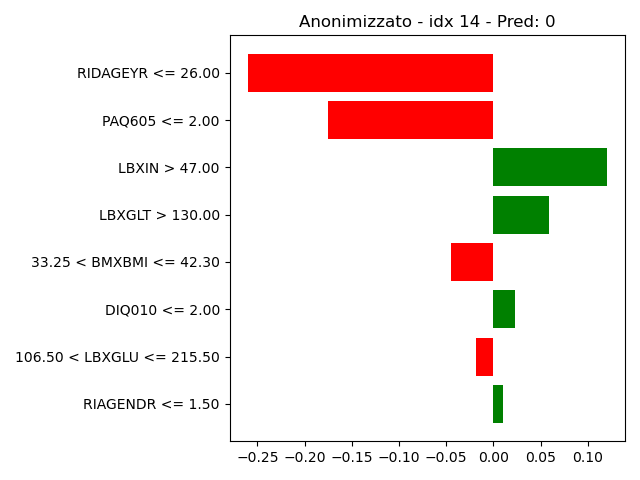 Anonimizzato - idx 14 - Pred: 0
RIDAGEYR <= 26.00
PAQ605 <= 2.00
LBXIN > 47.00
LBXGLT > 130.00
33.25 < BMXBMI <= 42.30
DIQ010 <= 2.00
106.50 < LBXGLU <= 215.50
RIAGENDR <= 1.50
−0.25 −0.20 −0.15 −0.10 −0.05 0.00 0.05 0.10